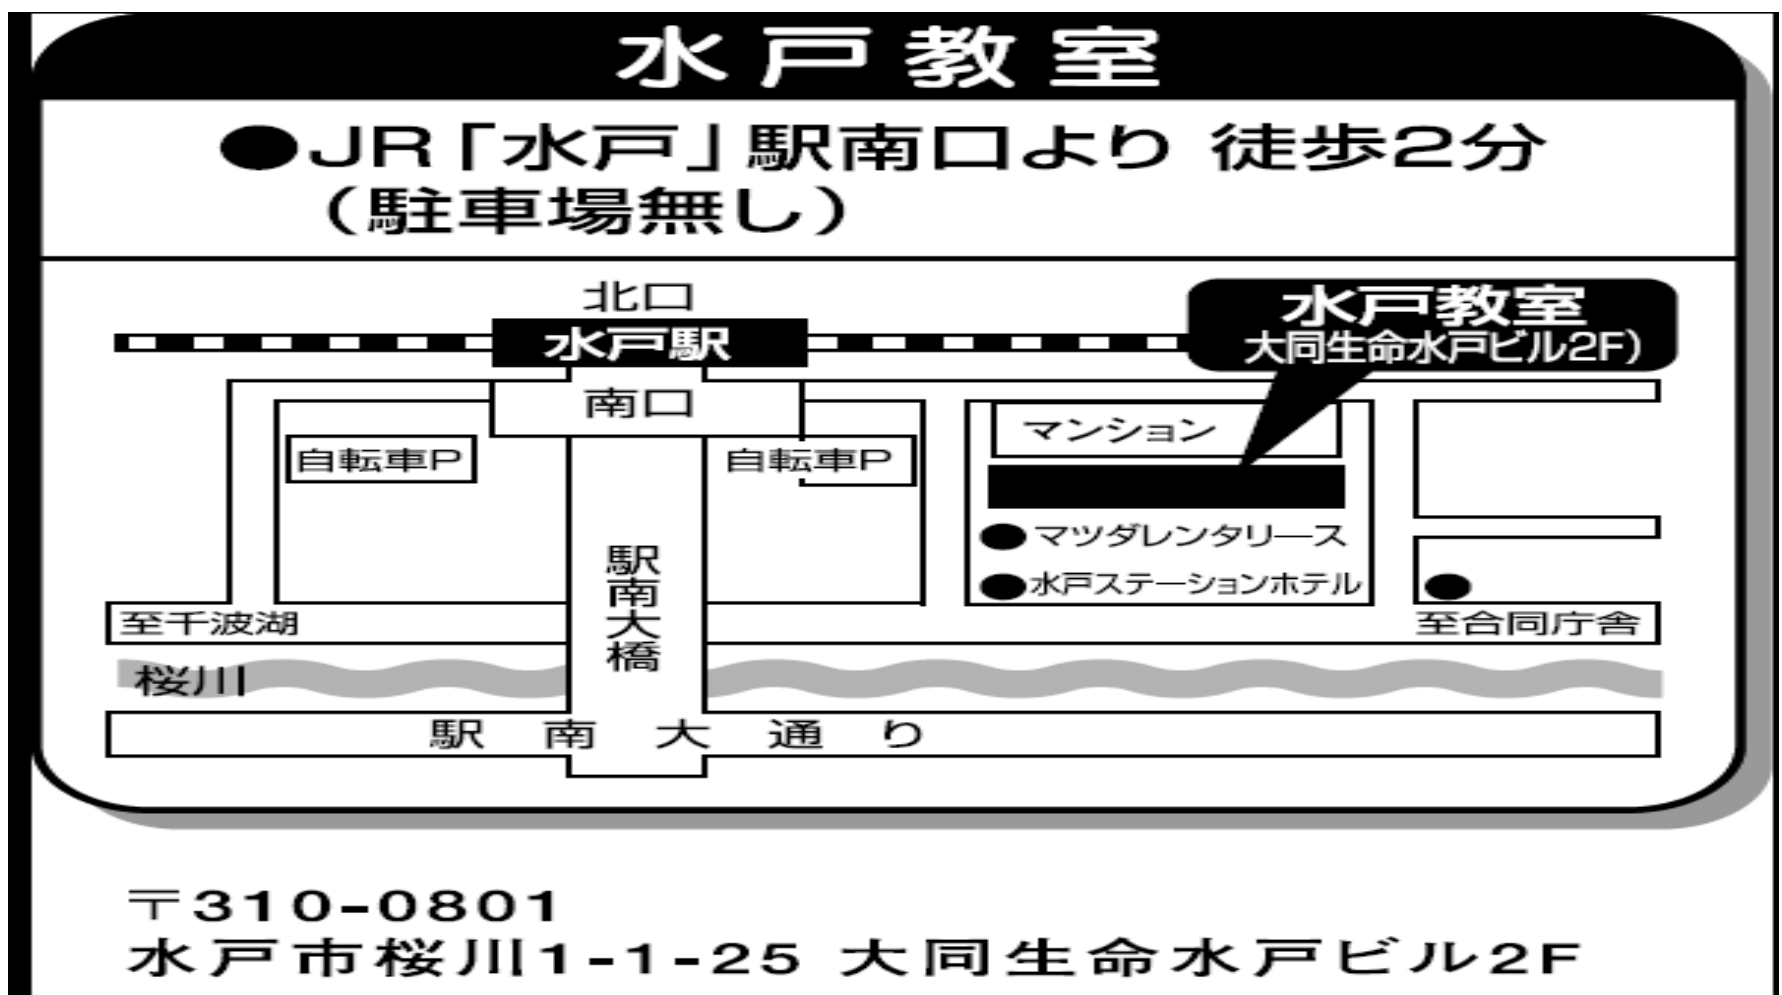 水戸教室
●JR「水戸」駅南口より 徒歩2分
(駐車場無し)
北口
水戸駅
水戸教室
大同生命水戸ビル2F)
南口
マンション
自転車P
自転車P
マツダレンタリース
水戸ステーションホテル
駅南大橋
至千波湖
至合同庁舎
桜川
駅南大通り
〒310-0801
水戸市桜川1-1-25 大同生命水戸ビル2F